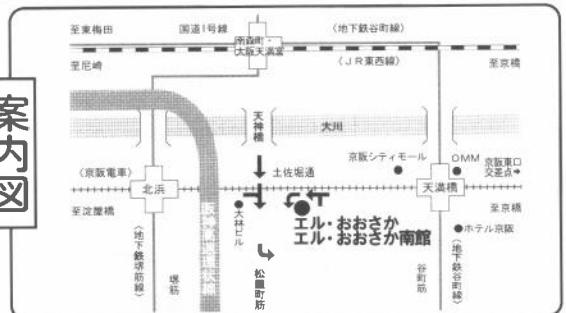 案内図
至東梅田
国道1号線
南森町・
大阪天満宮
〈地下鉄谷町線〉
至尼崎
〈JR東西線〉
至京橋
天神橋
大川
〈京阪電車〉
北浜
土佐堀通
京阪シティモール
OMM
京阪東口
交差点→
天満橋
至淀屋橋
大林ビル
エル・おおさか
エル・おおさか南館
至京橋
ホテル京阪
〈地下鉄堺筋線〉
堺筋
松屋町筋
谷町筋
〈地下鉄谷町線〉